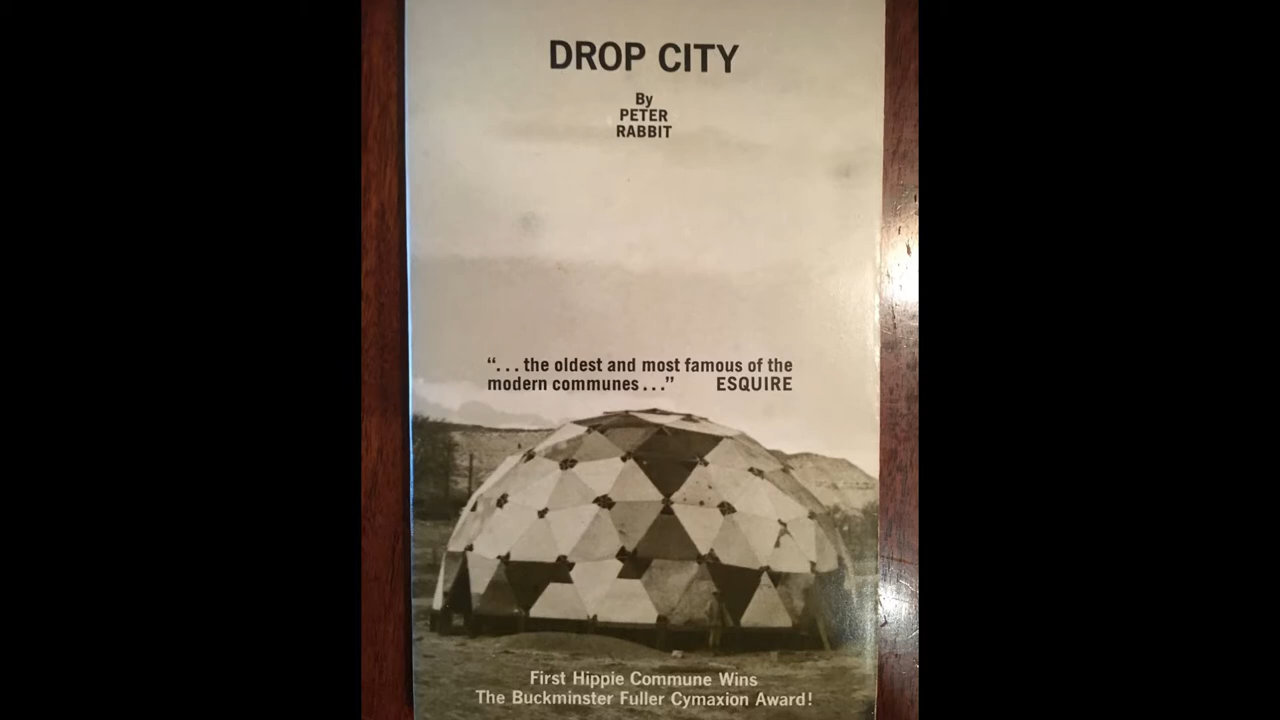 DROP CITY
By
PETER
RABBIT
“...the oldest and most famous of the
modern communes...” ESQUIRE
First Hippie Commune Wins
The Buckminster Fuller Cymaxion Award!